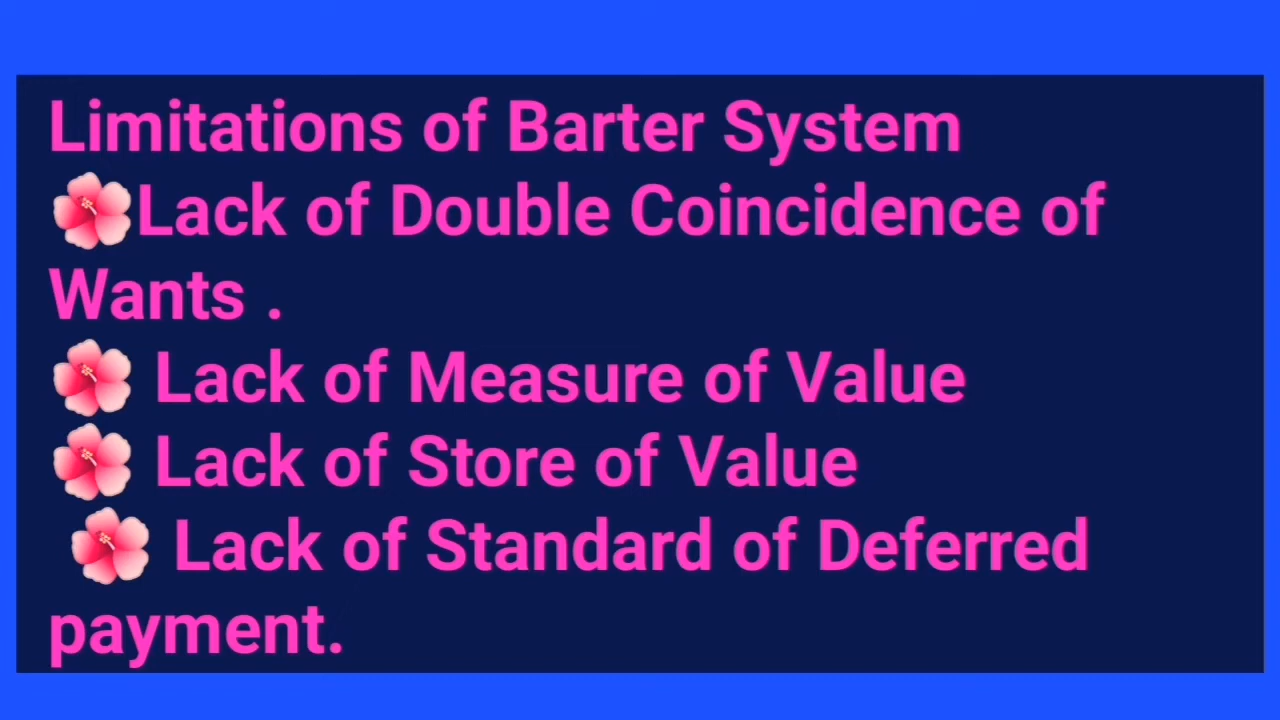 Limitations of Barter System
🌺Lack of Double Coincidence of
Wants .
🌺 Lack of Measure of Value
🌺 Lack of Store of Value
🌺 Lack of Standard of Deferred
payment.